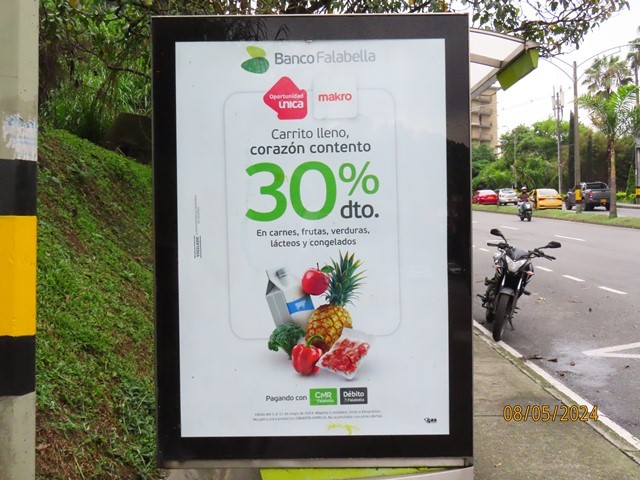 Banco Falabella
Oportunidad
única
makro
Carrito lleno,
corazón contento
30%
dto.
En carnes, frutas, verduras,
lácteos y congelados
Pagando con
CMR
Falabella
Débito
Falabella
08/05/2024